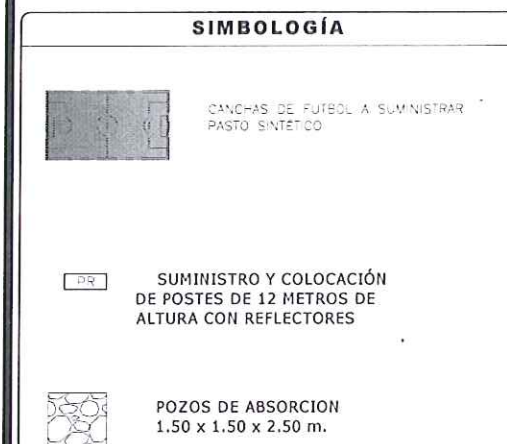 SIMBOLOGÍA
CANCHAS DE FUTBOL A SUMINISTRAR
PASTO SINTÉTICO
PR
SUMINISTRO Y COLOCACIÓN
DE POSTES DE 12 METROS DE
ALTURA CON REFLECTORES
POZOS DE ABSORCION
1.50 x 1.50 x 2.50 m.